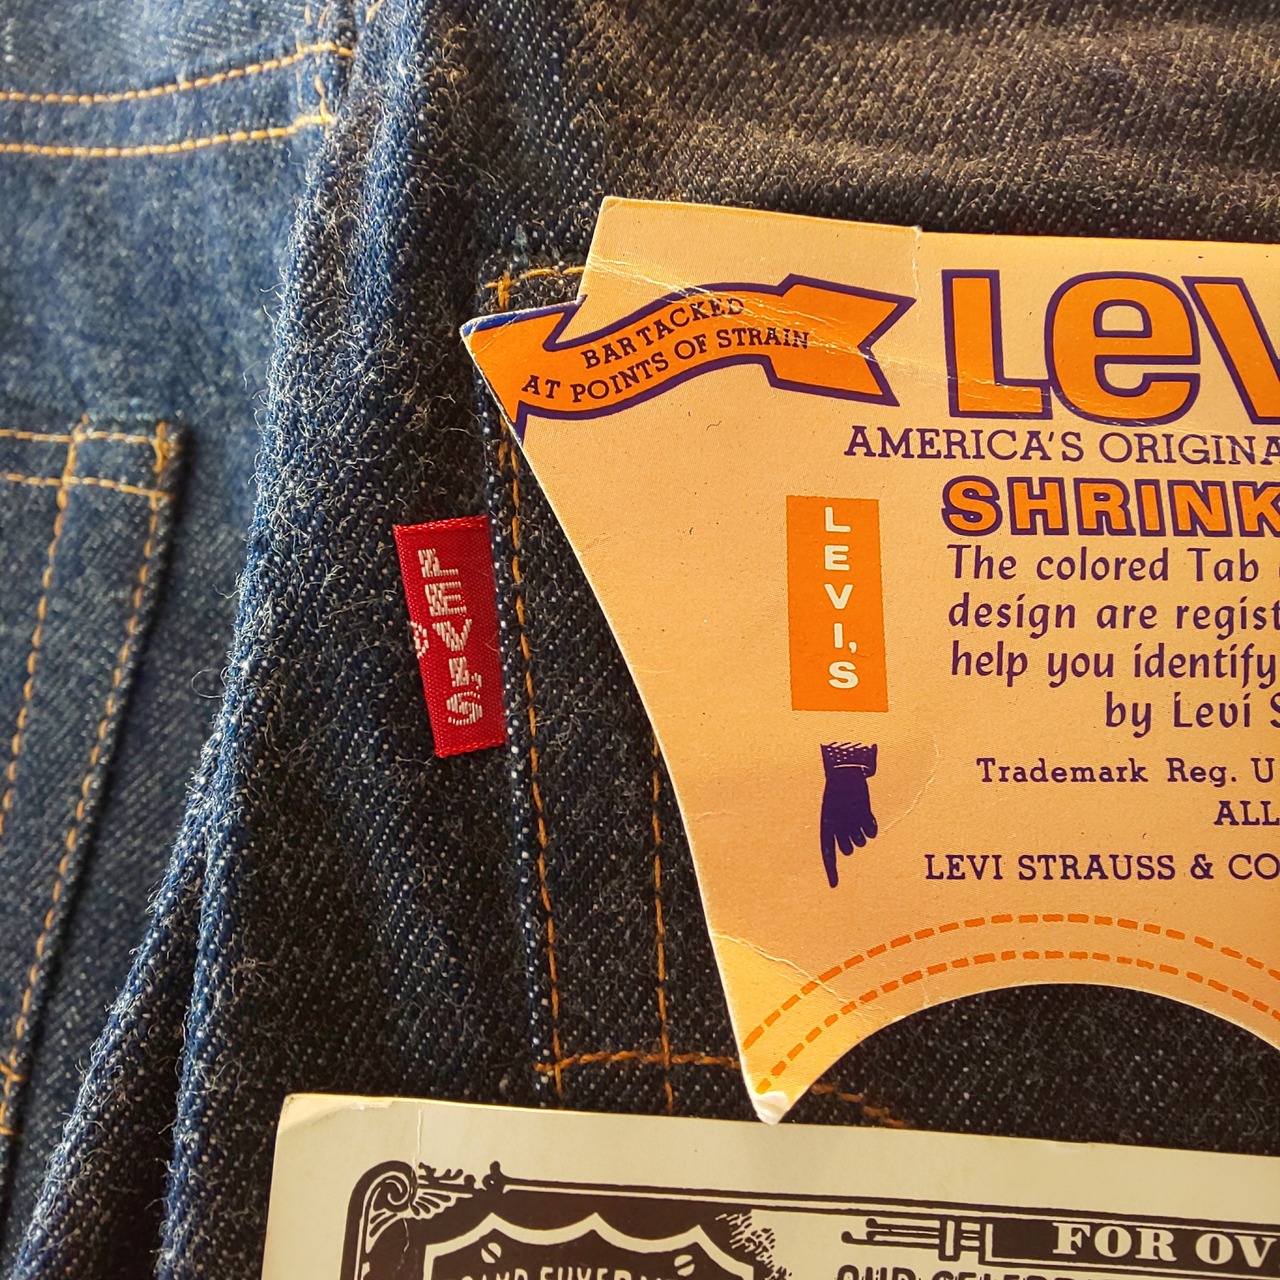 BAR TACKED
AT POINTS OF STRAIN
LEV
AMERICA'S ORIGINA
SHRINK
The colored Tab
design are regist
help you identify
by Levi S
Trademark Reg. U
ALL
LEVI STRAUSS & CO
LEVI'S
LEVI'S
FOR OV
OUR